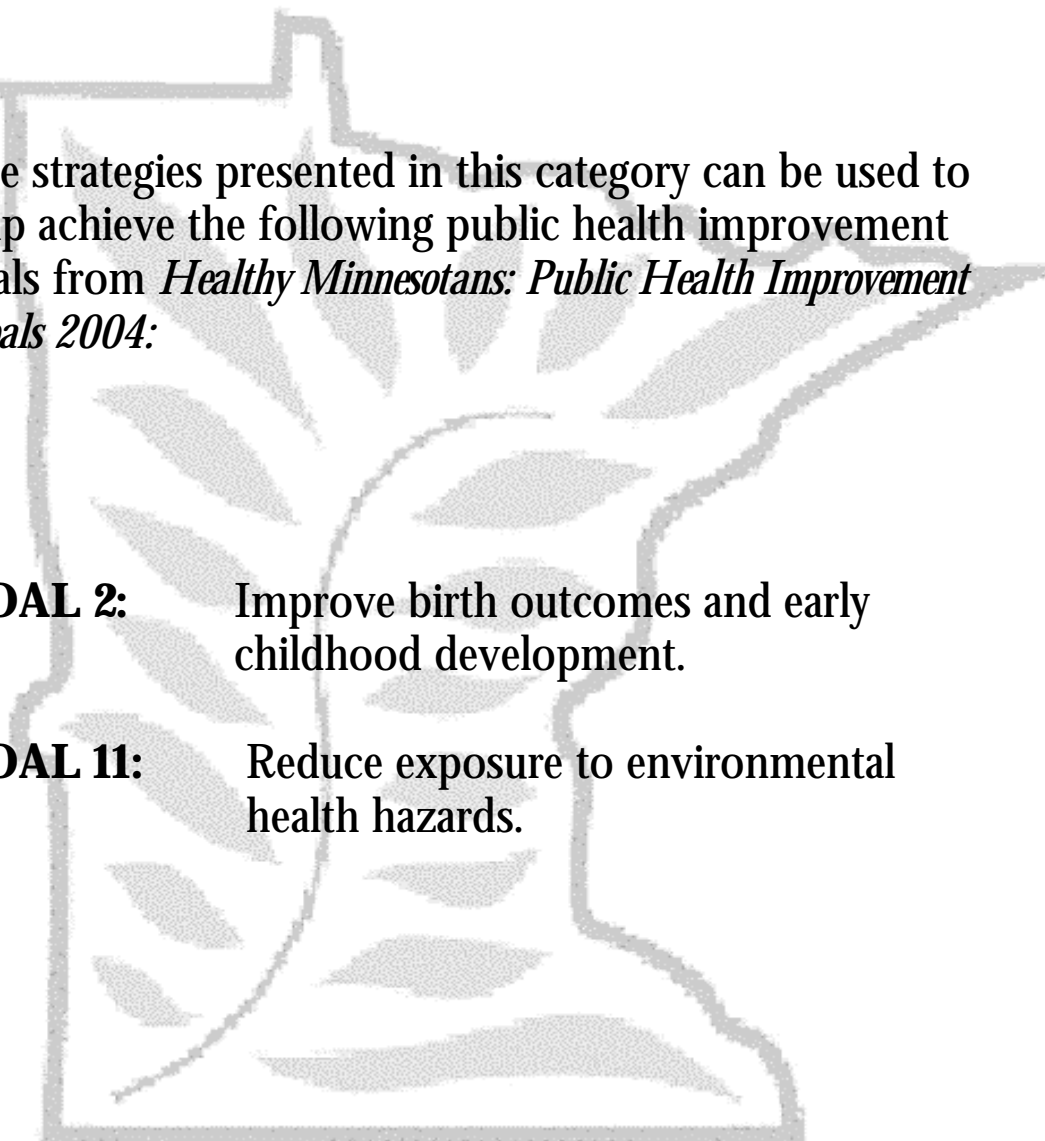 e strategies presented in this category can be used to
p achieve the following public health improvement
als from Healthy Minnesotans: Public Health Improvement
als 2004:
OAL 2: Improve birth outcomes and early
childhood development.
OAL 11: Reduce exposure to environmental
health hazards.